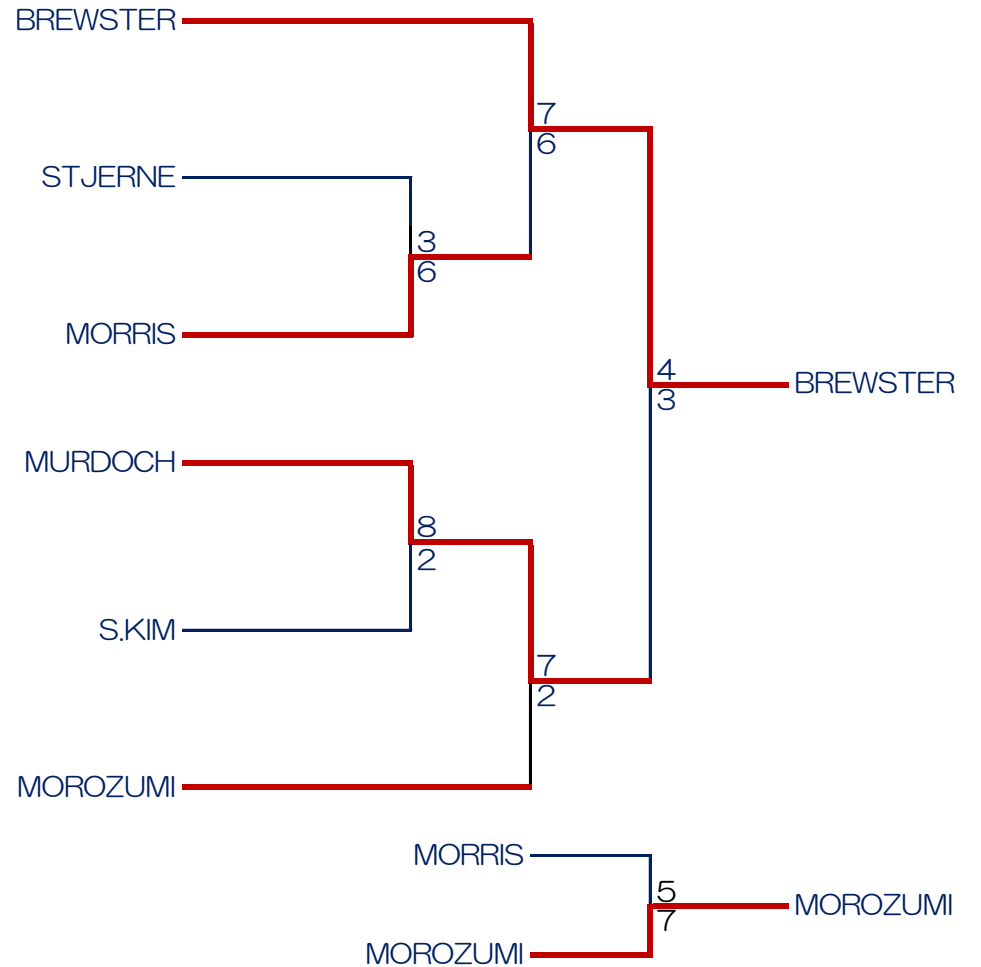 BREWSTER
7
6
STJERNE
3
6
MORRIS
4
3
BREWSTER
MURDOCH
8
2
S.KIM
7
2
MOROZUMI
MORRIS
5
7
MOROZUMI
MOROZUMI